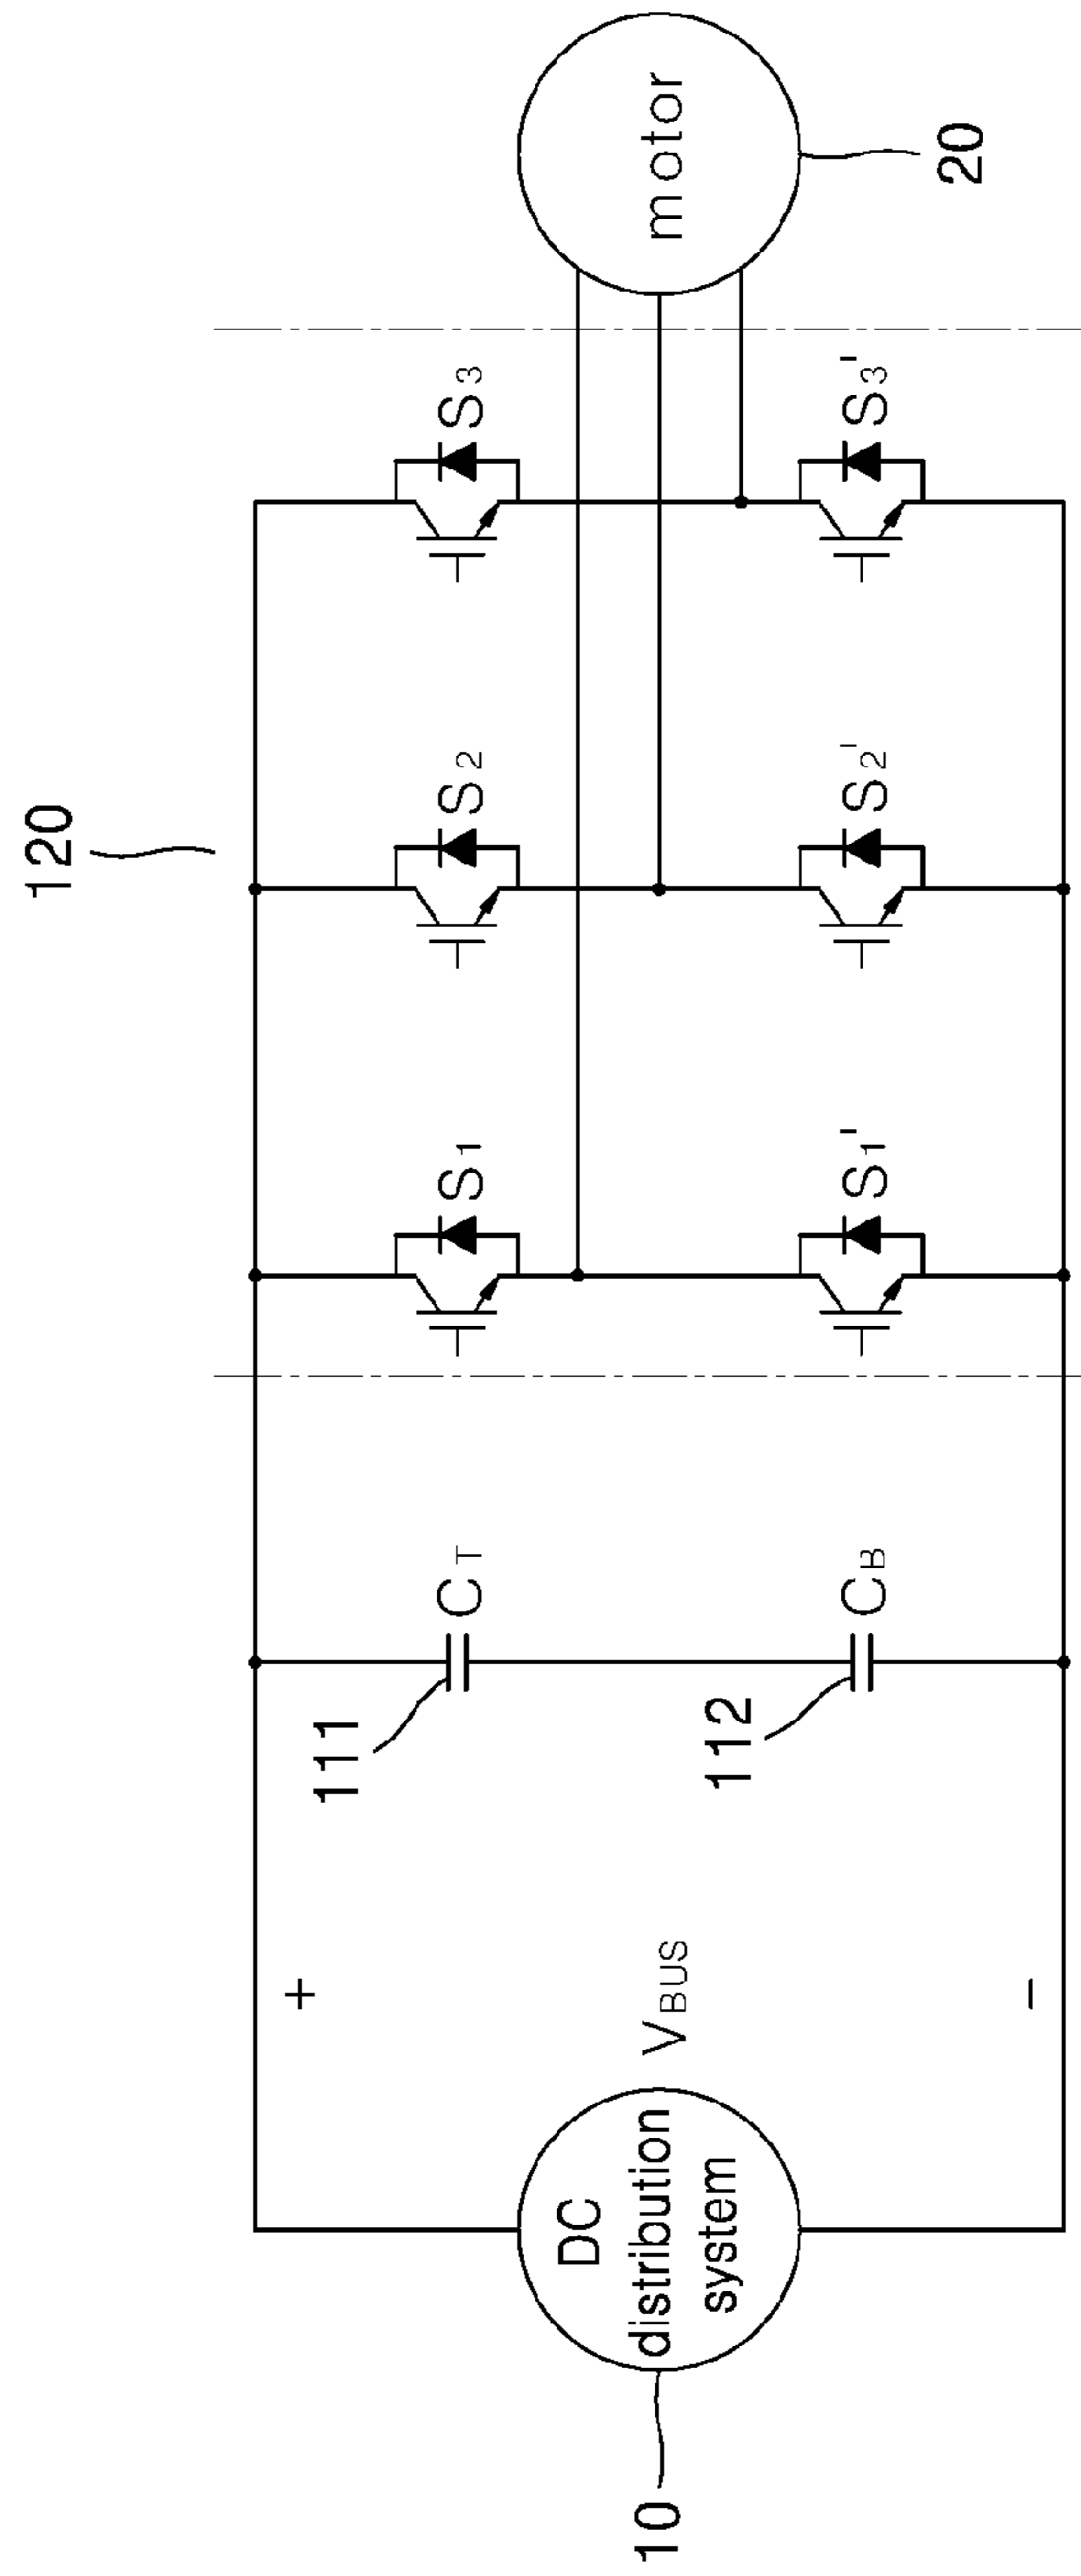 120
S1
S2
S3
S1'
S2'
S3'
111
CT
112
CB
+
VBUS
−
DC
distribution
system
10
motor
20